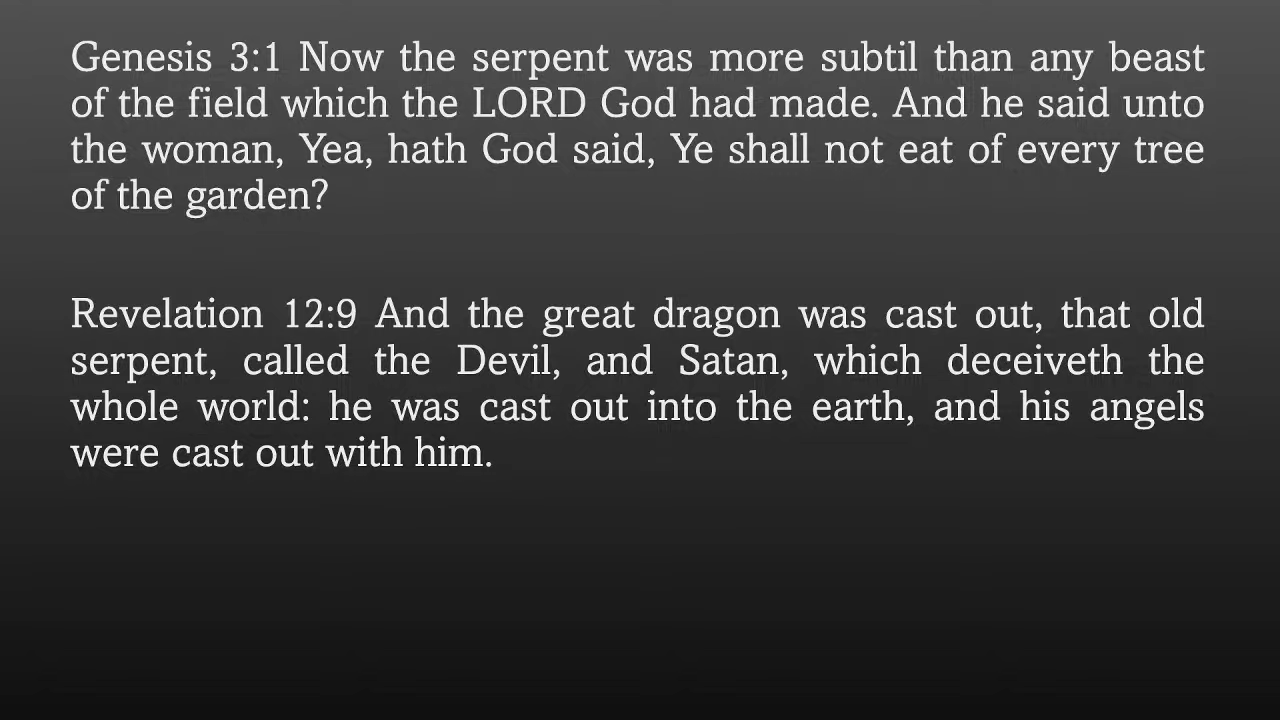 Genesis 3:1 Now the serpent was more subtil than any beast
of the field which the LORD God had made. And he said unto
the woman, Yea, hath God said, Ye shall not eat of every tree
of the garden?
Revelation 12:9 And the great dragon was cast out, that old
serpent, called the Devil, and Satan, which deceiveth the
whole world: he was cast out into the earth, and his angels
were cast out with him.